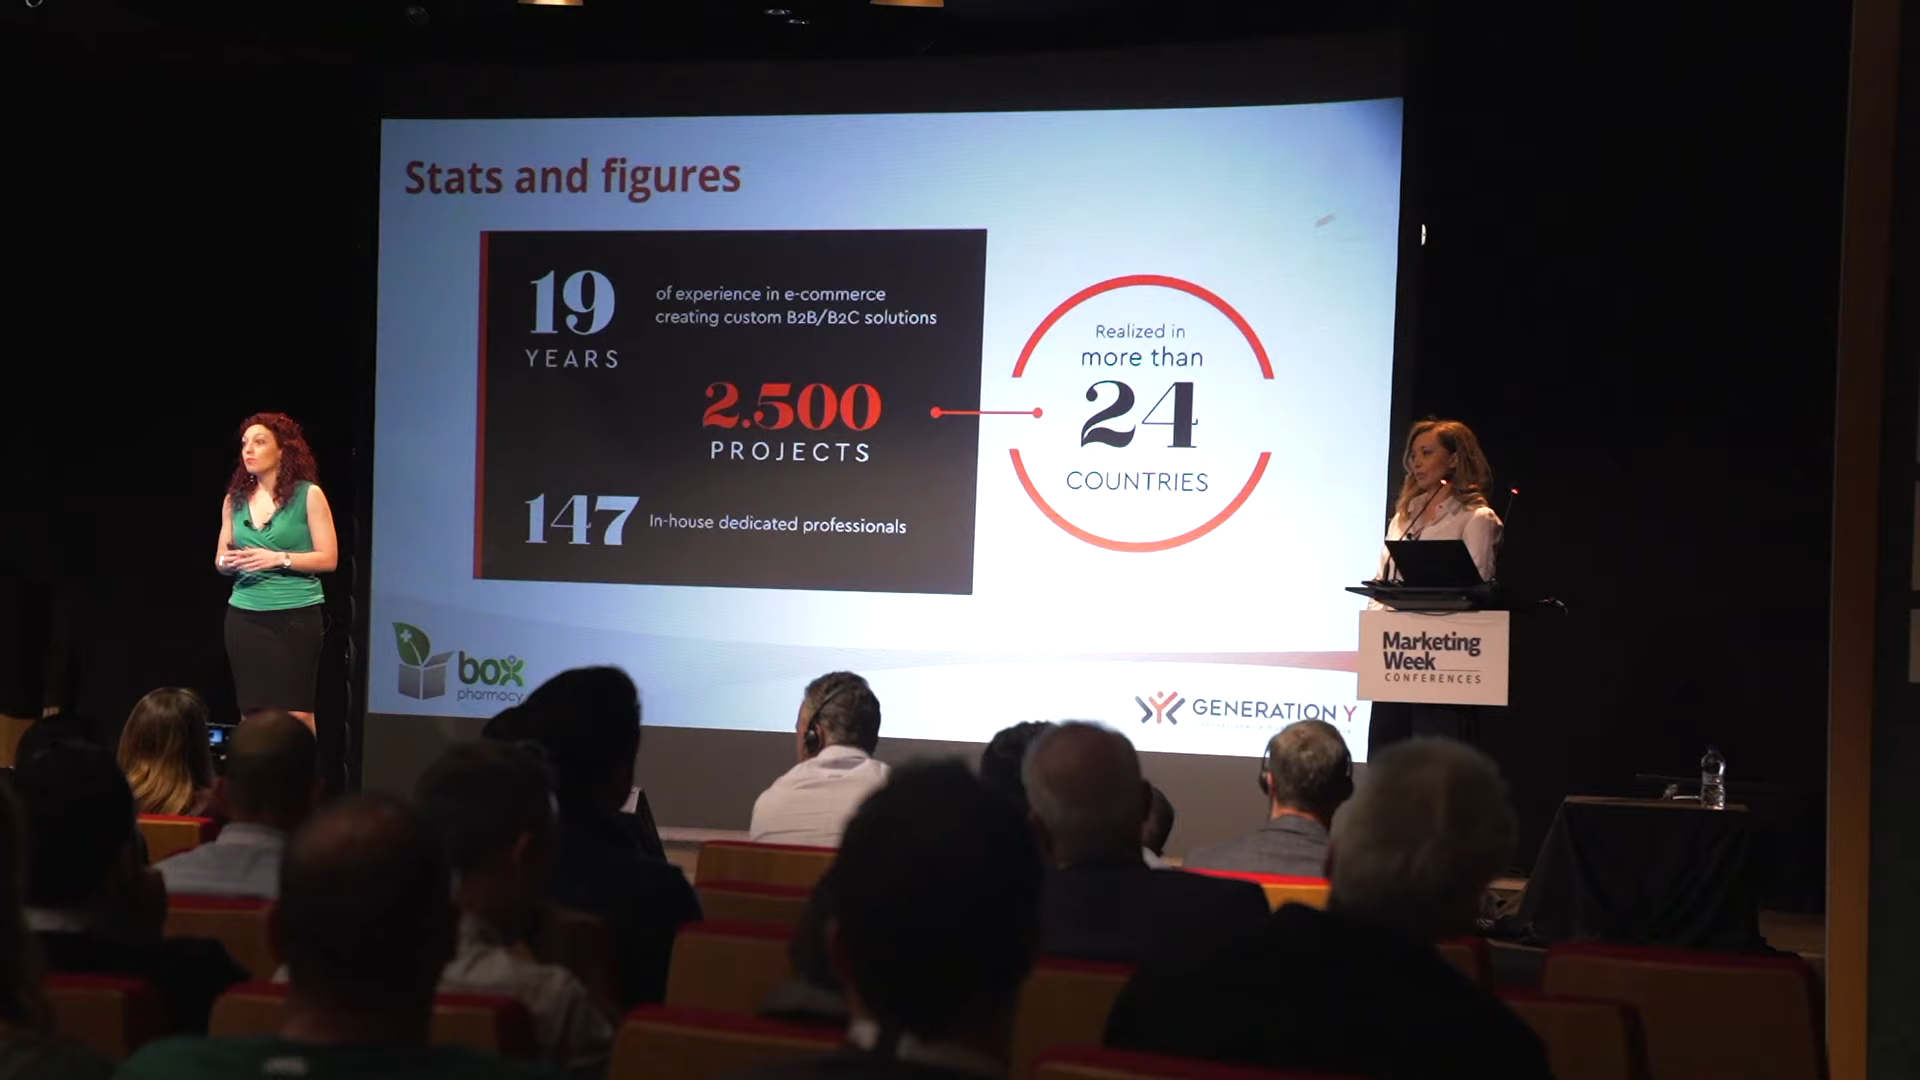 Stats and figures
19
YEARS
of experience in e-commerce
creating custom B2B/B2C solutions
2.500
PROJECTS
147
In-house dedicated professionals
Realized in
more than
24
COUNTRIES
box
pharmacy
GENERATION Y
Marketing
Week
CONFERENCES